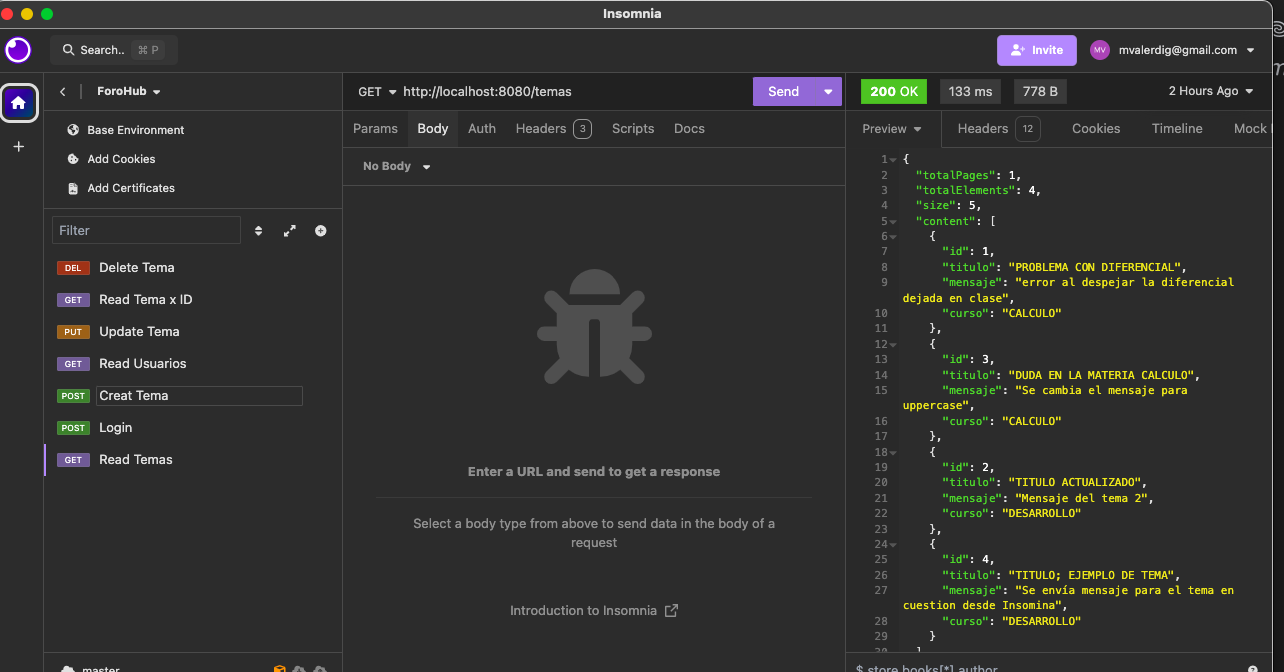 Insomnia
Search.. ⌘ P
Invite
MV mvalerdig@gmail.com
ForoHub
Base Environment
Add Cookies
Add Certificates
Filter
DEL Delete Tema
GET Read Tema x ID
PUT Update Tema
GET Read Usuarios
POST Creat Tema
POST Login
GET Read Temas
master
GET http://localhost:8080/temas
Send
Params Body Auth Headers 3 Scripts Docs
No Body
Enter a URL and send to get a response
Select a body type from above to send data in the body of a
request
Introduction to Insomnia
200 OK 133 ms 778 B 2 Hours Ago
Preview Headers 12 Cookies Timeline Mock
1 {
2 "totalPages": 1,
3 "totalElements": 4,
4 "size": 5,
5 "content": [
6 {
7 "id": 1,
8 "titulo": "PROBLEMA CON DIFERENCIAL",
9 "mensaje": "error al despejar la diferencial
dejada en clase",
10 "curso": "CALCULO"
11 },
12 {
13 "id": 3,
14 "titulo": "DUDA EN LA MATERIA CALCULO",
15 "mensaje": "Se cambia el mensaje para
uppercase",
16 "curso": "CALCULO"
17 },
18 {
19 "id": 2,
20 "titulo": "TITULO ACTUALIZADO",
21 "mensaje": "Mensaje del tema 2",
22 "curso": "DESARROLLO"
23 },
24 {
25 "id": 4,
26 "titulo": "TITULO; EJEMPLO DE TEMA",
27 "mensaje": "Se envía mensaje para el tema en
cuestion desde Insomina",
28 "curso": "DESARROLLO"
29 }
30 ]
$.store.books[*].author